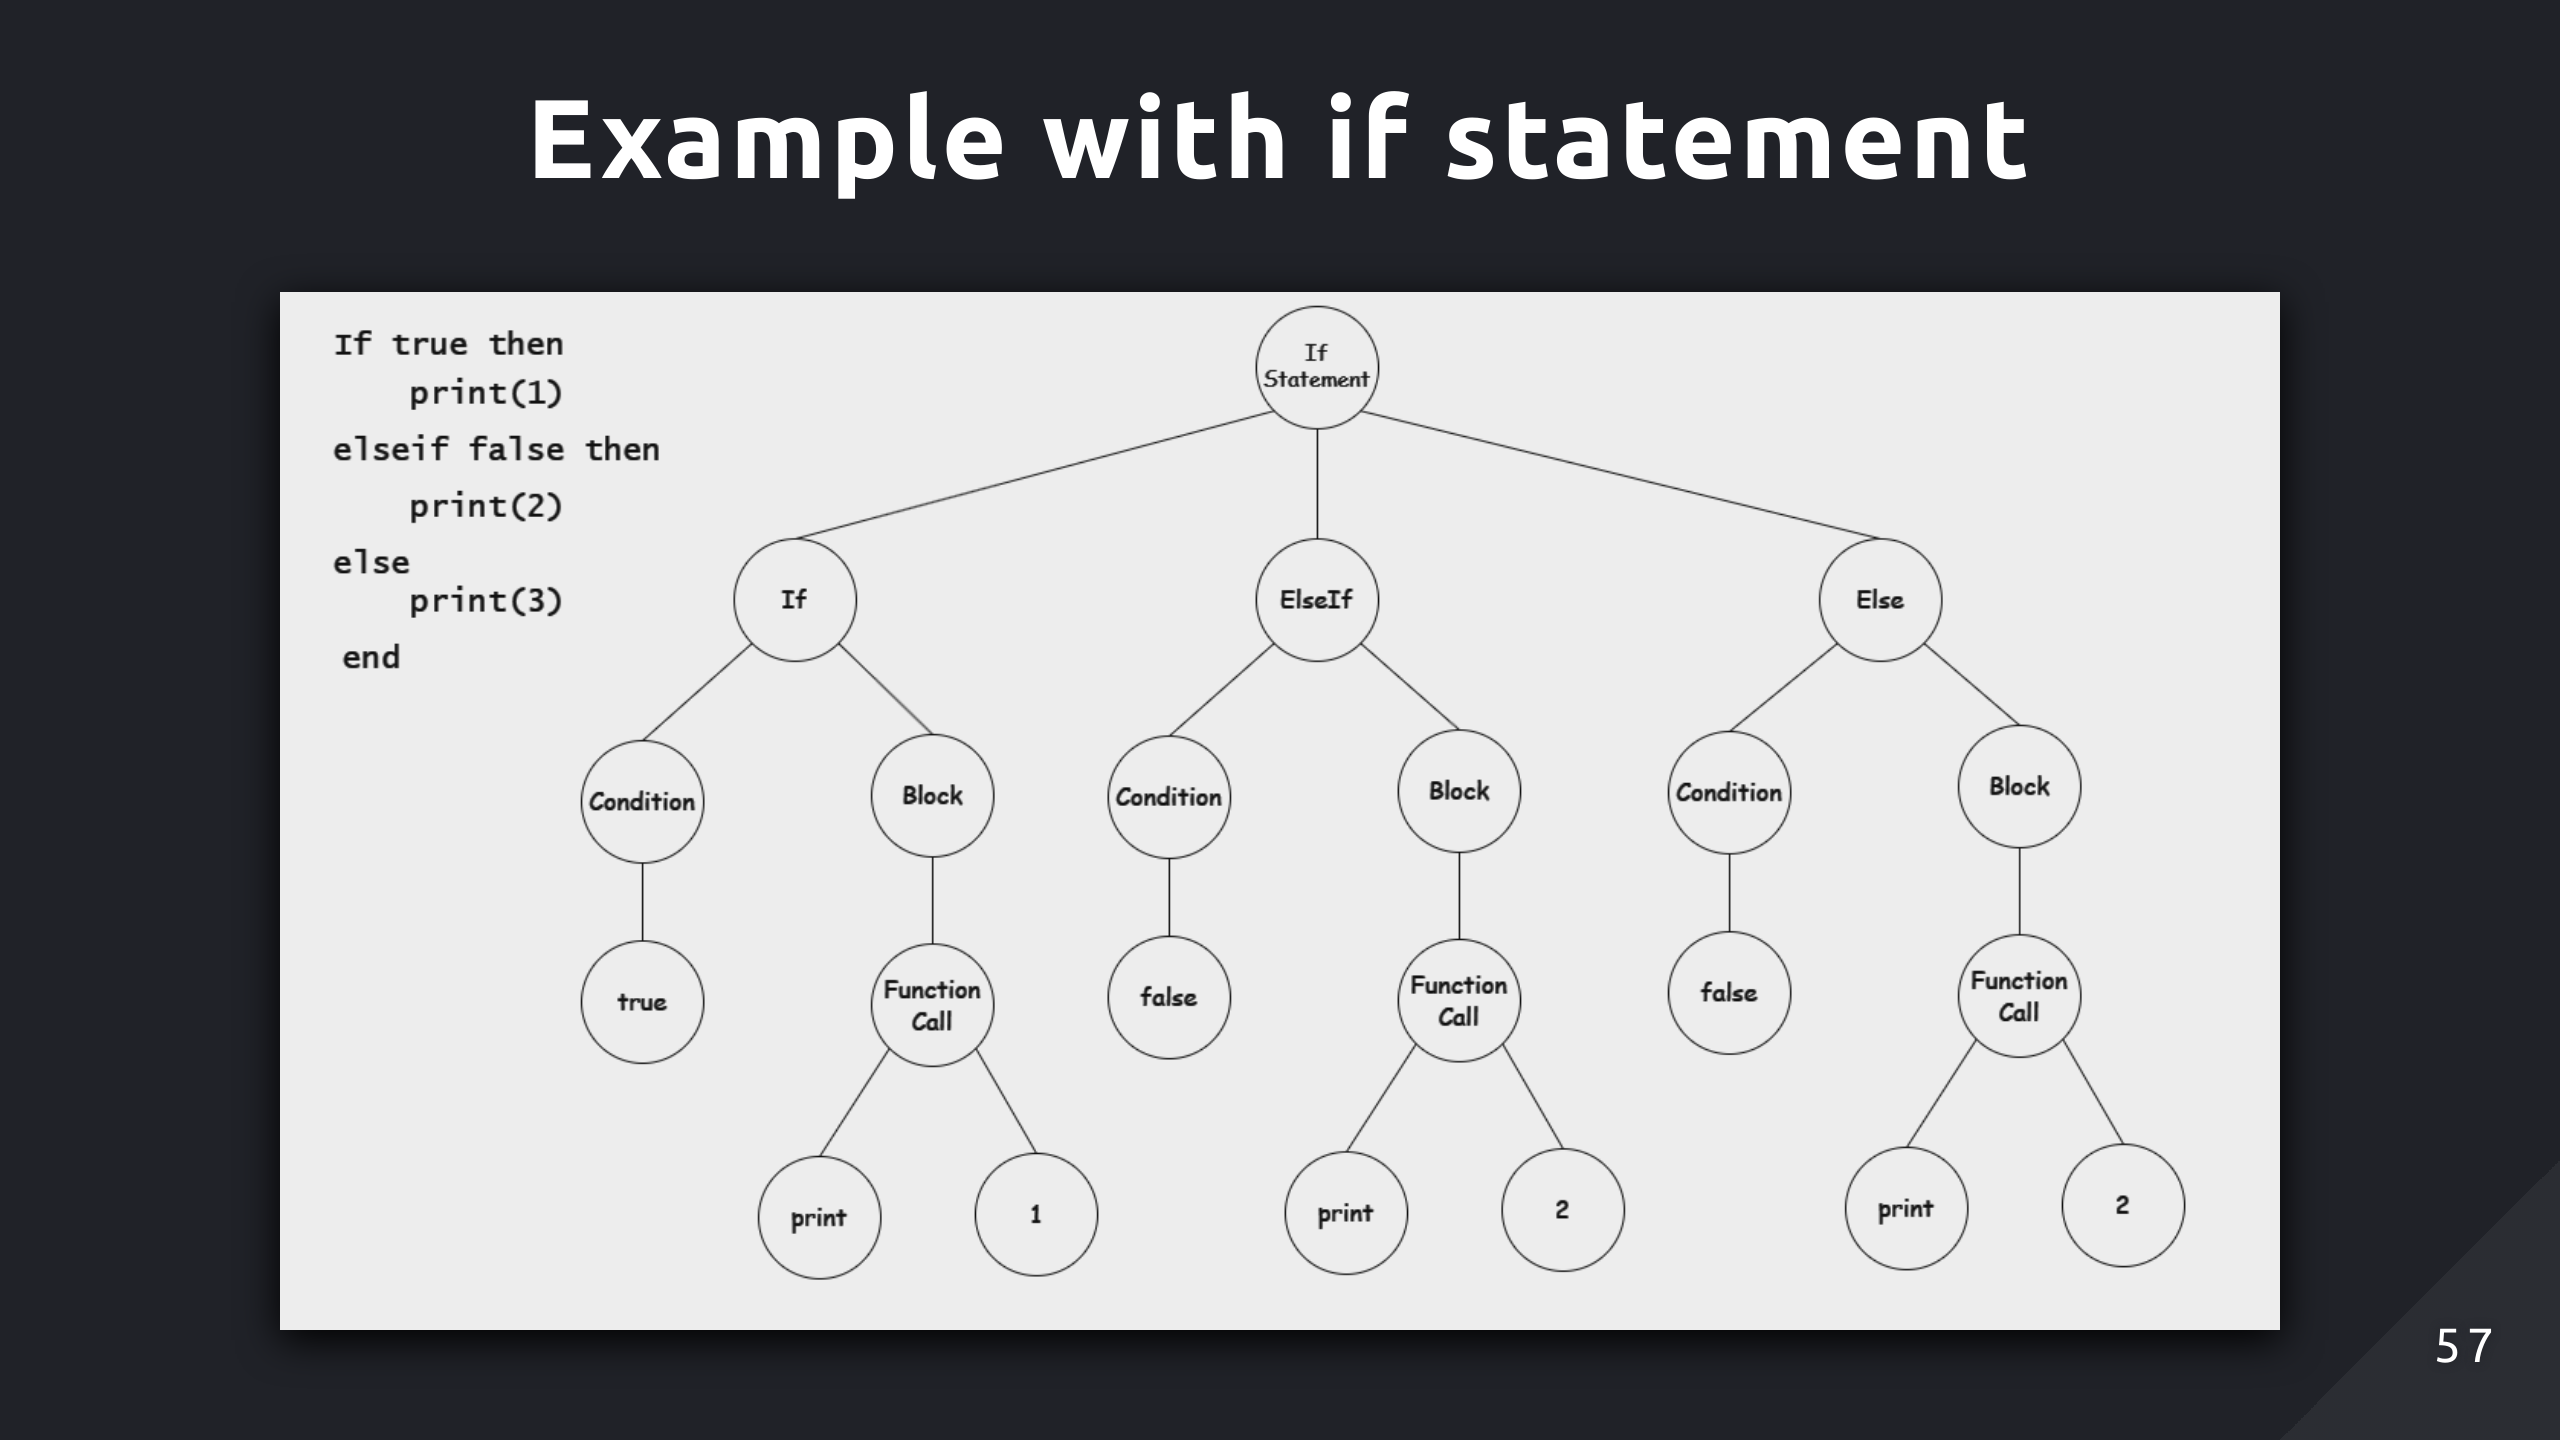 Example with if statement
If true then
print(1)
elseif false then
print(2)
else
print(3)
end
If
Statement
If
ElseIf
Else
Condition
Block
Condition
Block
Condition
Block
true
Function
Call
false
Function
Call
false
Function
Call
print
1
print
2
print
2
57